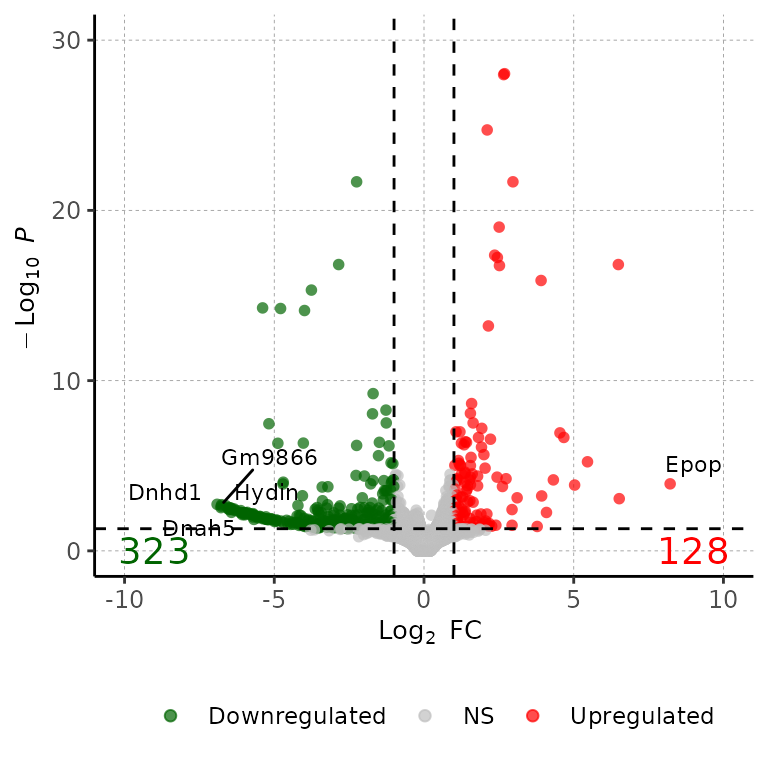 30
20
10
0
−Log10 P
Gm9866
Epop
Dnhd1
Hydin
Dnah5
323
128
-10
-5
0
5
10
Log2 FC
Downregulated
NS
Upregulated